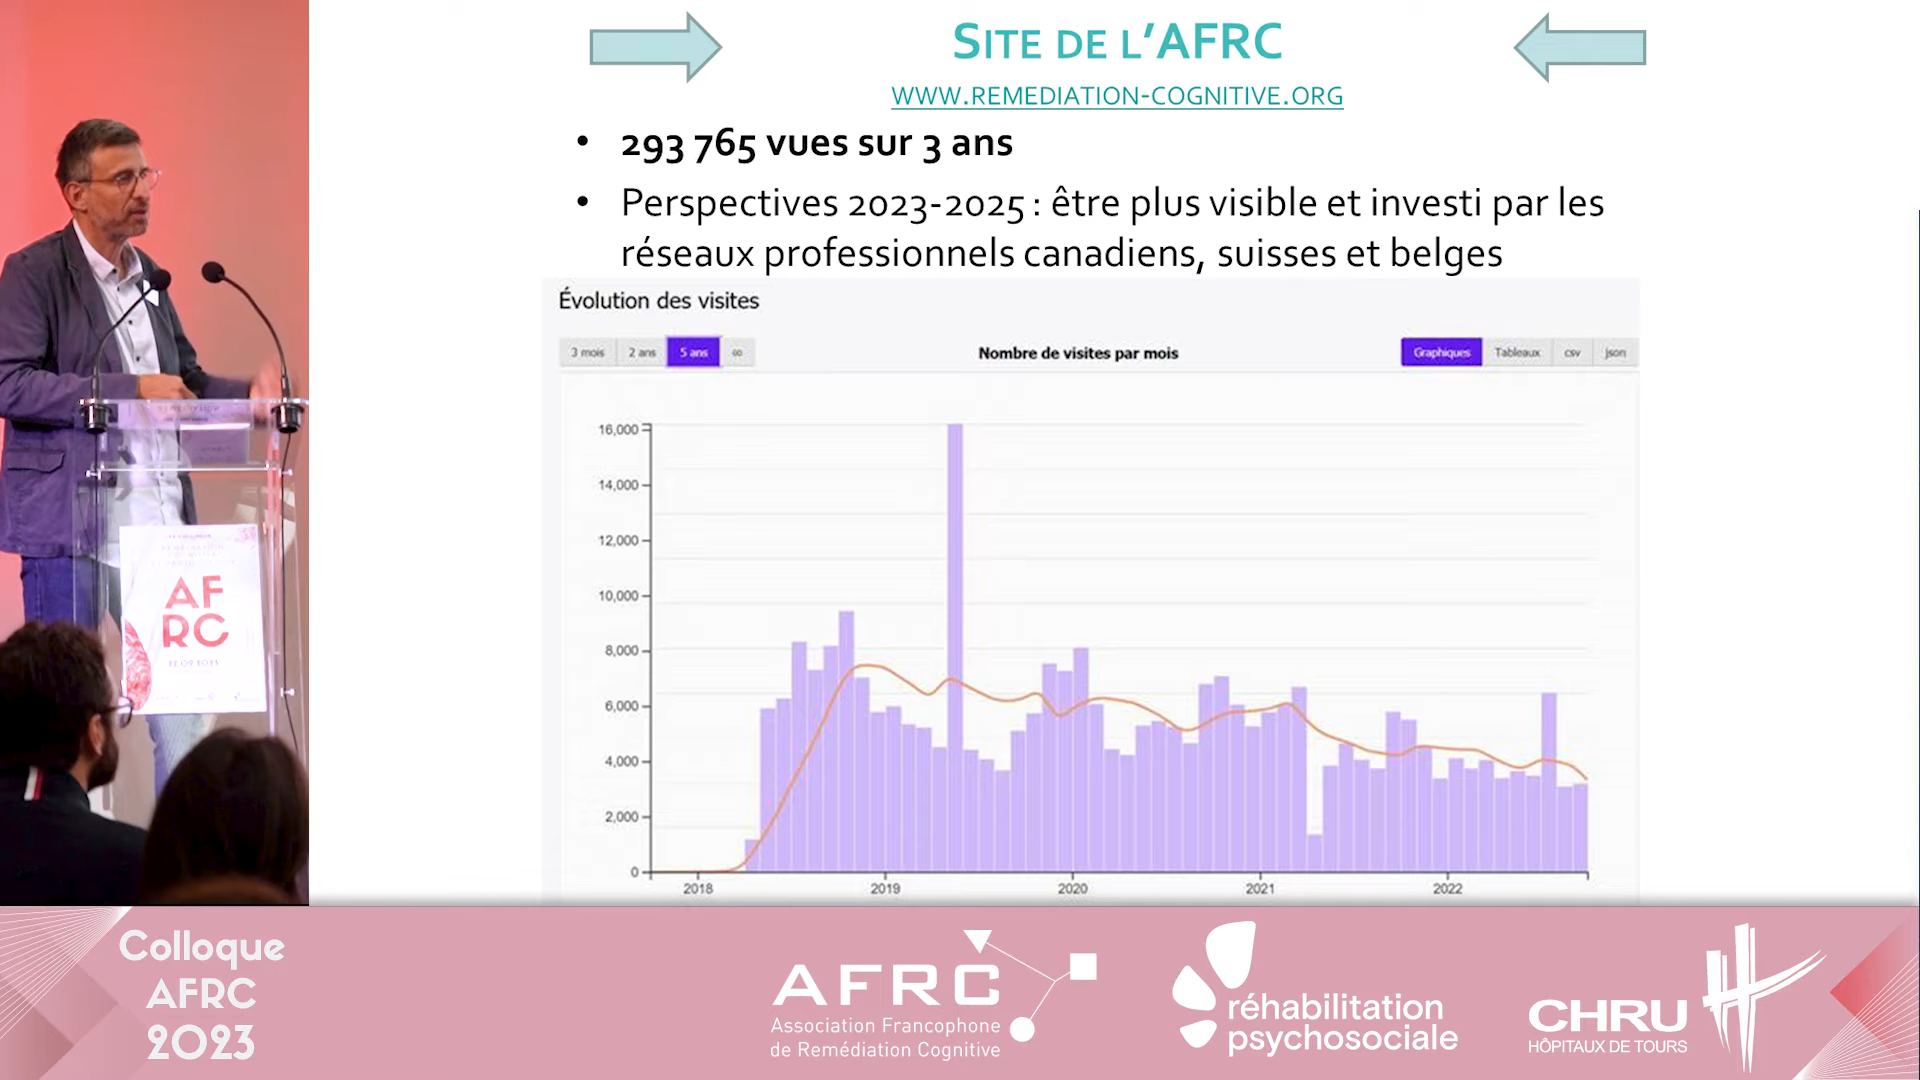 SITE DE L'AFRC
WWW.REMEDIATION-COGNITIVE.ORG
• 293 765 vues sur 3 ans
• Perspectives 2023-2025 : être plus visible et investi par les
réseaux professionnels canadiens, suisses et belges
Évolution des visites
3 mois 2 ans 5 ans ∞
Nombre de visites par mois
Graphiques Tableaux csv json
16,000
14,000
12,000
10,000
8,000
6,000
4,000
2,000
0
2018 2019 2020 2021 2022
AF
RC
22.09.2023
Colloque
AFRC
2023
AFRC
Association Francophone
de Remédiation Cognitive
réhabilitation
psychosociale
CHRU
HÔPITAUX DE TOURS